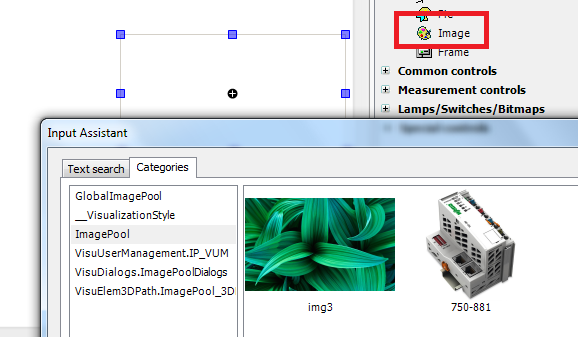 Pie
Image
Frame
Common controls
Measurement controls
Lamps/Switches/Bitmaps
Special controls
Input Assistant
Text search
Categories
GlobalImagePool
__VisualizationStyle
ImagePool
VisuUserManagement.IP_VUM
VisuDialogs.ImagePoolDialogs
VisuElem3DPath.ImagePool_3D
img3
750-881